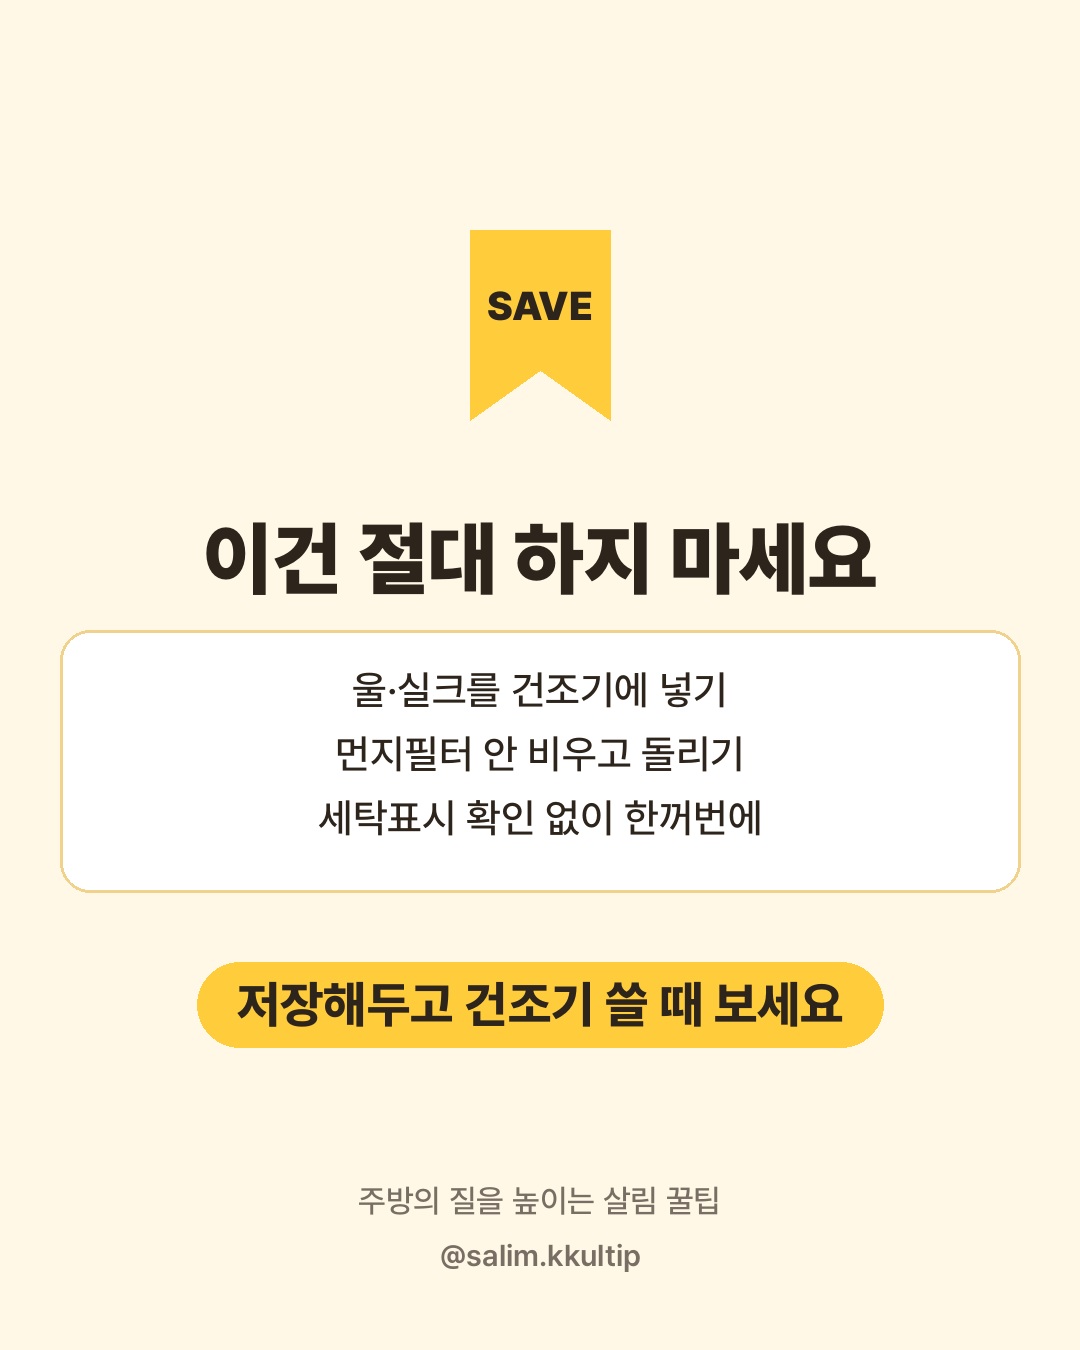 SAVE
이건 절대 하지 마세요
울·실크를 건조기에 넣기
먼지필터 안 비우고 돌리기
세탁표시 확인 없이 한꺼번에
저장해두고 건조기 쓸 때 보세요
주방의 질을 높이는 살림 꿀팁
@salim.kkultip